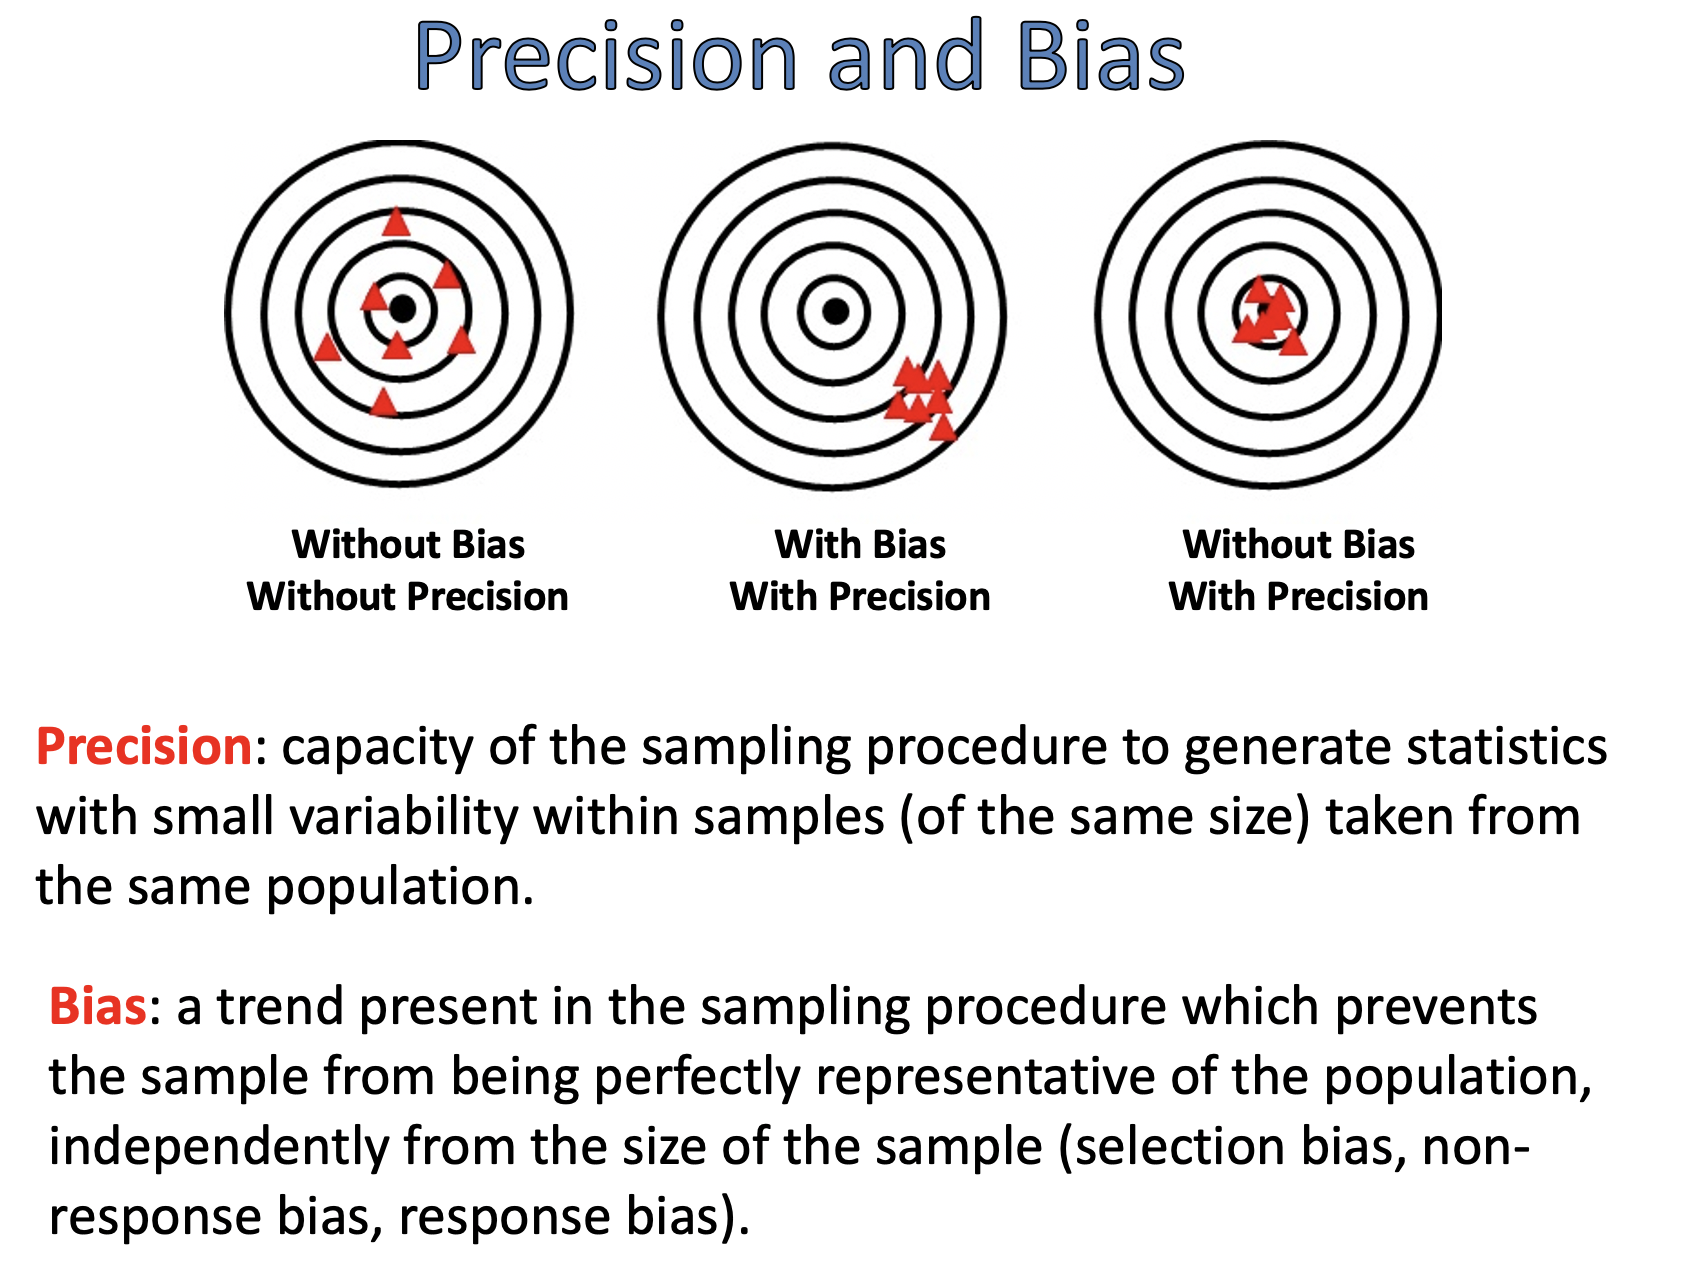 Precision and Bias
Without Bias
Without Precision
With Bias
With Precision
Without Bias
With Precision
Precision: capacity of the sampling procedure to generate statistics
with small variability within samples (of the same size) taken from
the same population.
Bias: a trend present in the sampling procedure which prevents
the sample from being perfectly representative of the population,
independently from the size of the sample (selection bias, non-
response bias, response bias).